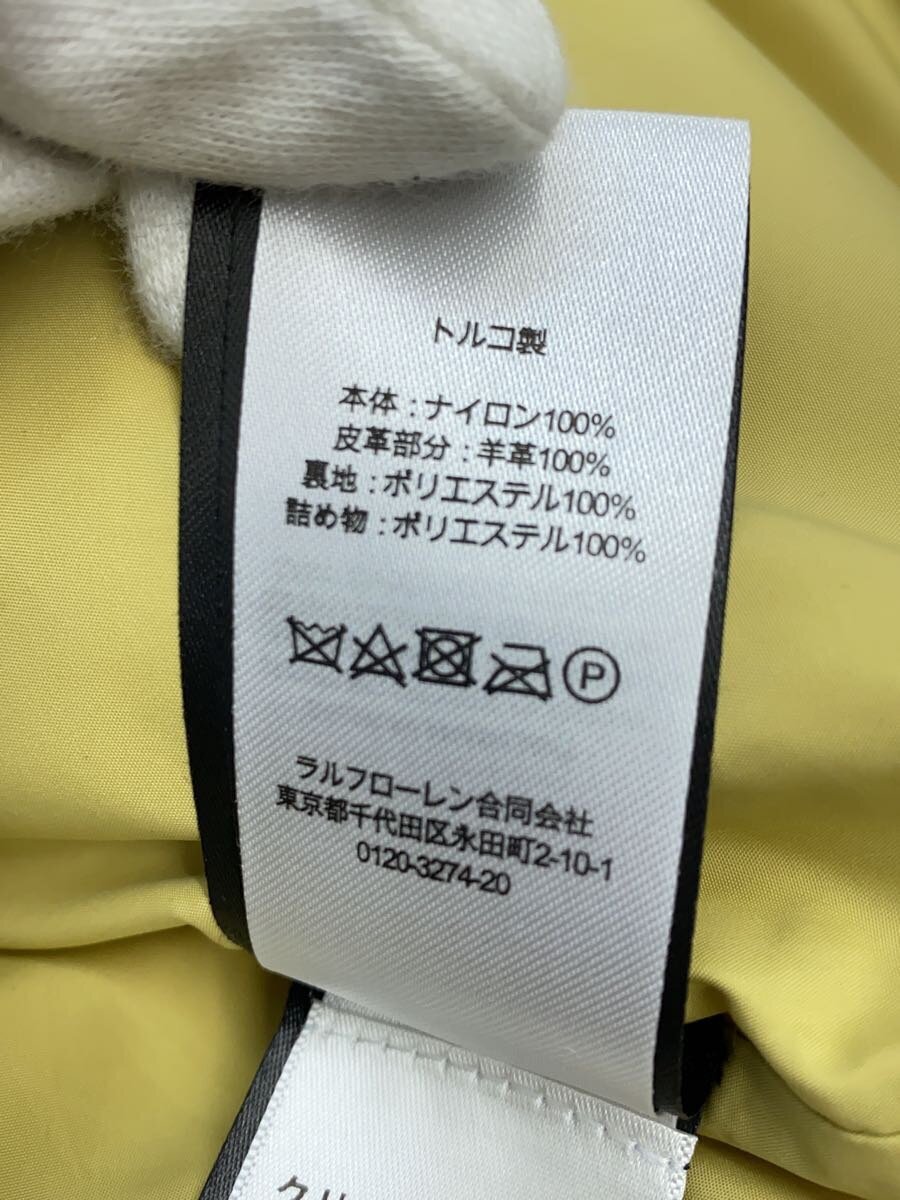 トルコ製
本体 : ナイロン100%
皮革部分 : 羊革100%
裏地 : ポリエステル100%
詰め物 : ポリエステル100%
P
ラルフローレン合同会社
東京都千代田区永田町2-10-1
0120-3274-20